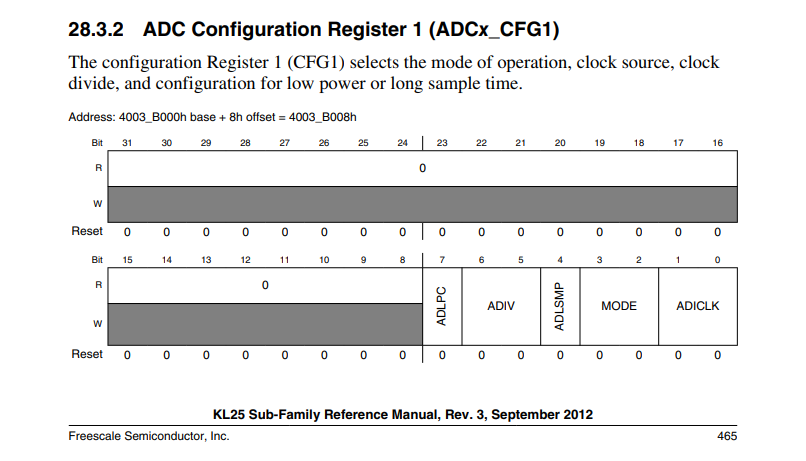 28.3.2 ADC Configuration Register 1 (ADCx_CFG1)
The configuration Register 1 (CFG1) selects the mode of operation, clock source, clock
divide, and configuration for low power or long sample time.
Address: 4003_B000h base + 8h offset = 4003_B008h
Bit 31 30 29 28 27 26 25 24 23 22 21 20 19 18 17 16
R 0
W
Reset 0 0 0 0 0 0 0 0 0 0 0 0 0 0 0 0
Bit 15 14 13 12 11 10 9 8 7 6 5 4 3 2 1 0
R 0 ADLPC ADIV ADLSMP MODE ADICLK
W
Reset 0 0 0 0 0 0 0 0 0 0 0 0 0 0 0 0
KL25 Sub-Family Reference Manual, Rev. 3, September 2012
Freescale Semiconductor, Inc. 465